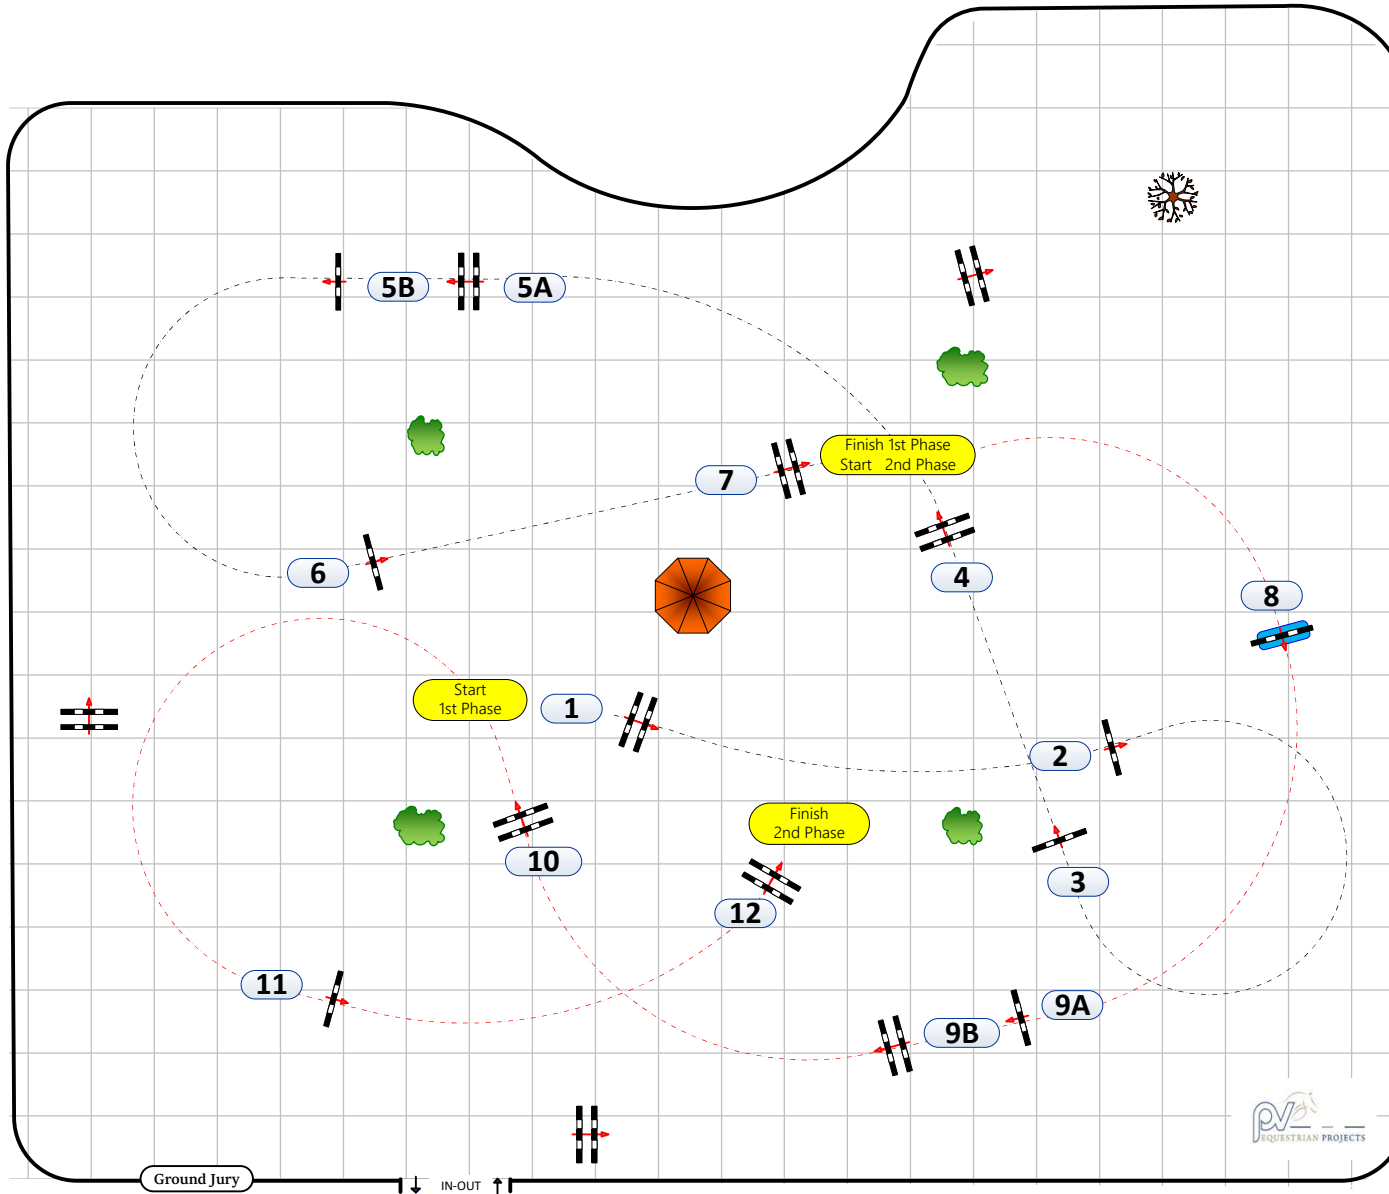 5B
5A
Finish 1st Phase
Start 2nd Phase
7
6
4
8
Start
1st Phase
1
2
Finish
2nd Phase
10
3
12
11
9A
9B
PV
EQUESTRIAN PROJECTS
Ground Jury
IN-OUT